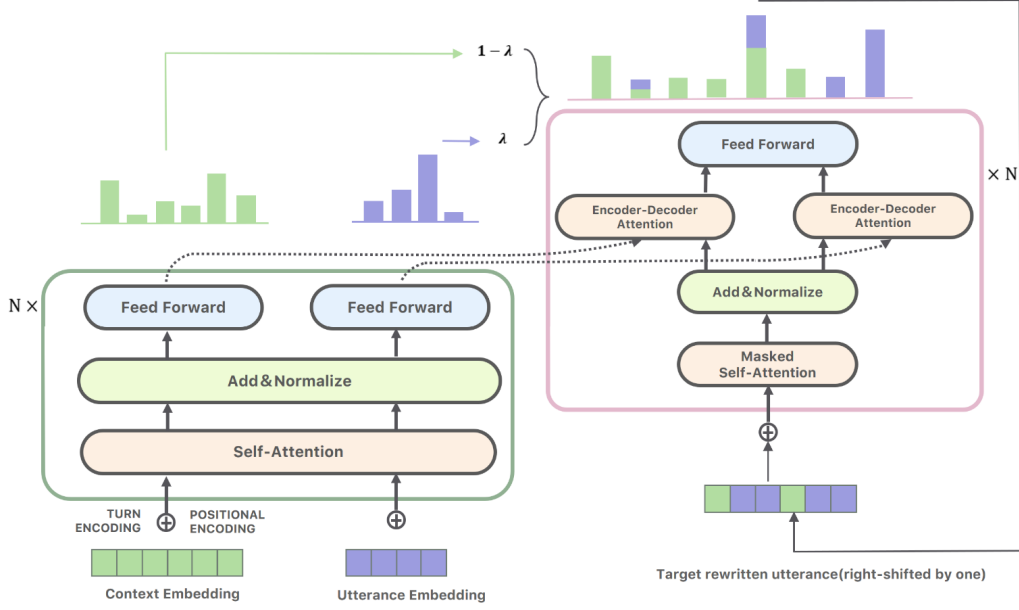 1 − λ
λ
Feed Forward
× N
Encoder-Decoder
Attention
Encoder-Decoder
Attention
Add&Normalize
Masked
Self-Attention
N ×
Feed Forward
Feed Forward
Add&Normalize
Self-Attention
TURN
ENCODING
POSITIONAL
ENCODING
Context Embedding
Utterance Embedding
Target rewritten utterance(right-shifted by one)